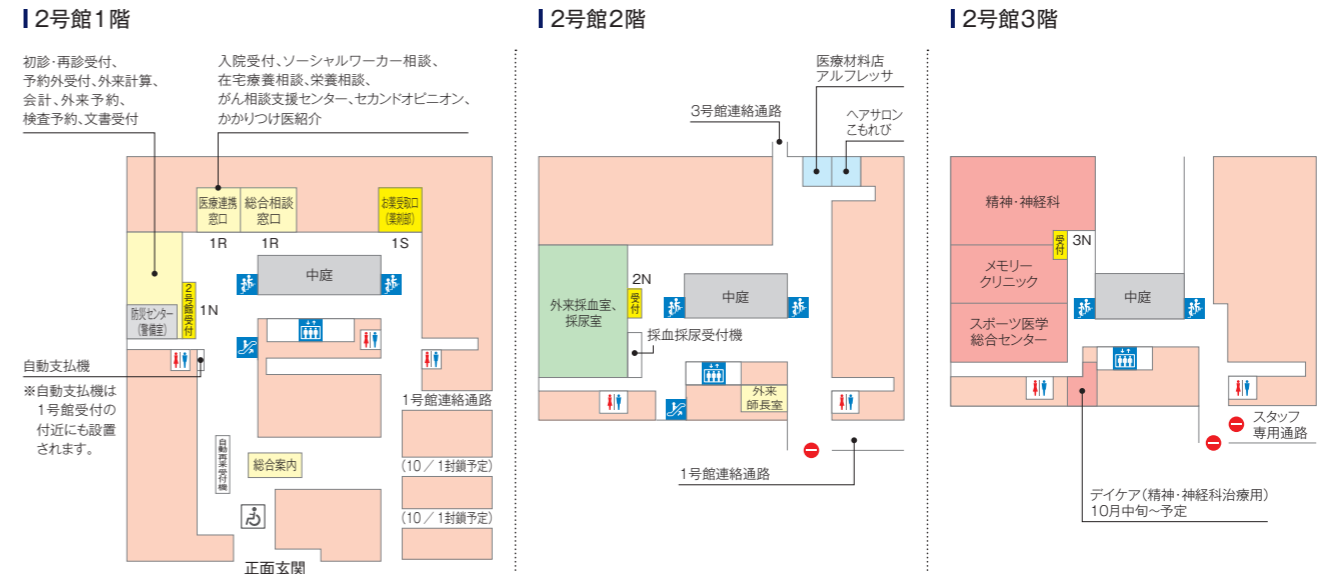 2号館1階
初診・再診受付、
予約外受付、外来計算、
会計、外来予約、
検査予約、文書受付
入院受付、ソーシャルワーカー相談、
在宅療養相談、栄養相談、
がん相談支援センター、セカンドオピニオン、
かかりつけ医紹介
医療連携
窓口
総合相談
窓口
お薬受取口
(薬剤部)
1R
1R
1S
中庭
2号館受付
1N
防災センター
(警備室)
自動支払機
※自動支払機は
1号館受付の
付近にも設置
されます。
1号館連絡通路
自動再来受付機
総合案内
(10/1封鎖予定)
(10/1封鎖予定)
正面玄関
2号館2階
医療材料店
アルフレッサ
3号館連絡通路
ヘアサロン
こもれび
2N
受付
中庭
外来採血室、
採尿室
採血採尿受付機
外来
師長室
1号館連絡通路
2号館3階
精神・神経科
受付
3N
メモリー
クリニック
中庭
スポーツ医学
総合センター
スタッフ
専用通路
デイケア(精神・神経科治療用)
10月中旬~予定